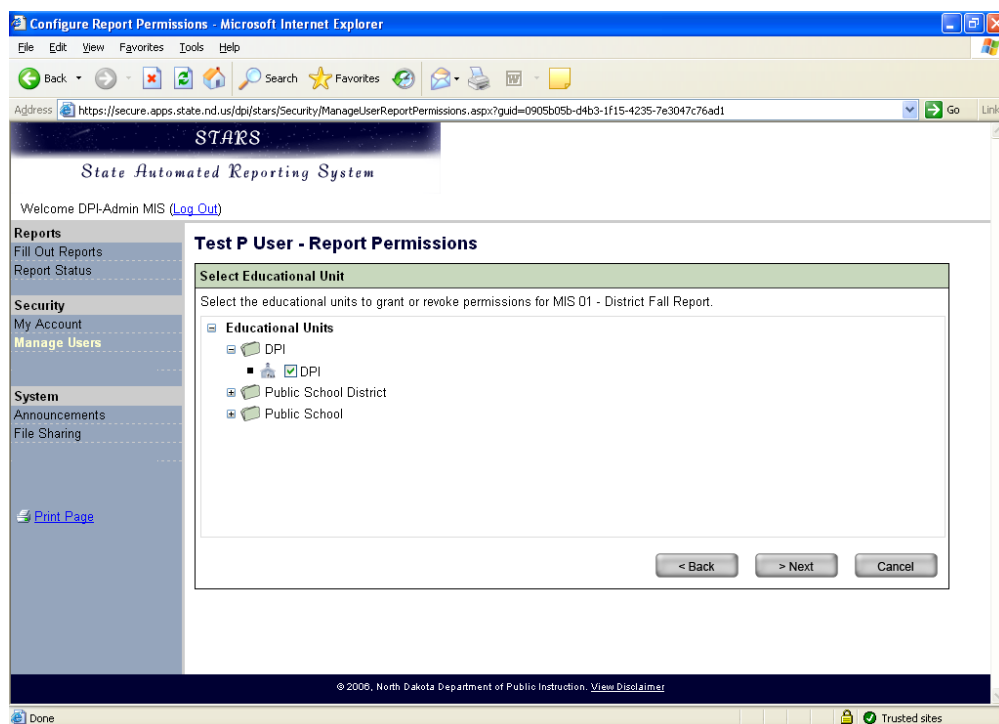 Configure Report Permissions - Microsoft Internet Explorer
File Edit View Favorites Tools Help
Back Search Favorites
Address https://secure.apps.state.nd.us/dpi/stars/Security/ManageUserReportPermissions.aspx?guid=0905b05b-d4b3-1f15-4235-7e3047c76ad1 Go Link
STARS
State Automated Reporting System
Welcome DPI-Admin MIS (Log Out)
Reports
Fill Out Reports
Report Status
Security
My Account
Manage Users
System
Announcements
File Sharing
Print Page
Test P User - Report Permissions
Select Educational Unit
Select the educational units to grant or revoke permissions for MIS 01 - District Fall Report.
Educational Units
DPI
DPI
Public School District
Public School
< Back > Next Cancel
© 2006, North Dakota Department of Public Instruction. View Disclaimer
Done Trusted sites